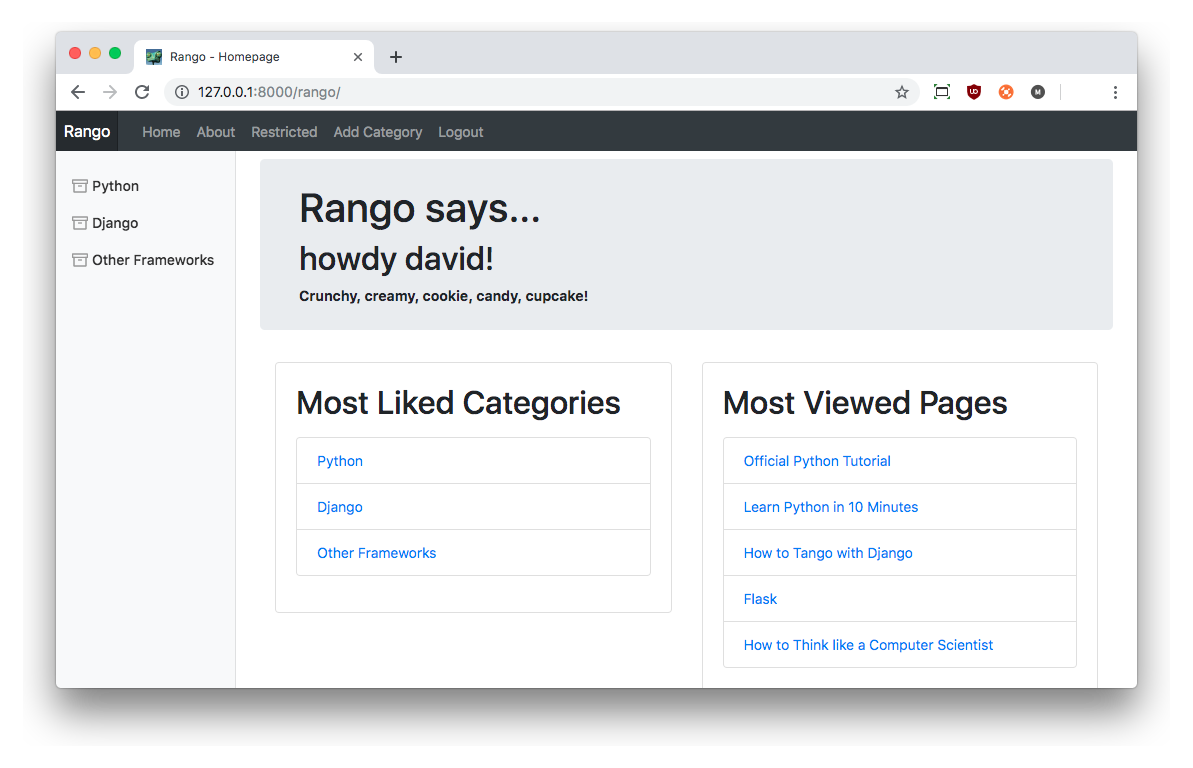 Rango - Homepage
127.0.0.1:8000/rango/
UD
M
Rango Home About Restricted Add Category Logout
Python
Django
Other Frameworks
Rango says...
howdy david!
Crunchy, creamy, cookie, candy, cupcake!
Most Liked Categories
Python
Django
Other Frameworks
Most Viewed Pages
Official Python Tutorial
Learn Python in 10 Minutes
How to Tango with Django
Flask
How to Think like a Computer Scientist